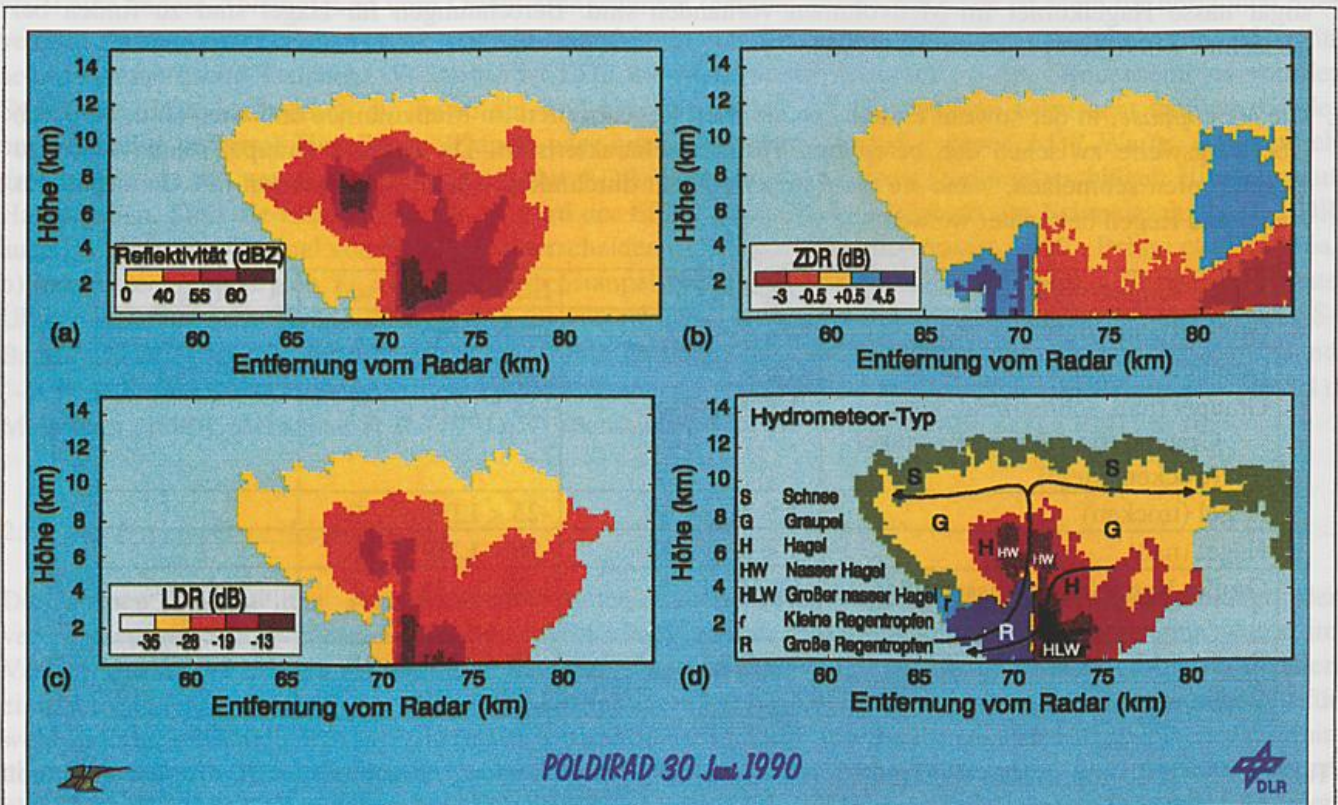 14
12
10
8
6
4
2
Höhe (km)
Reflektivität (dBZ)
0 40 55 60
60 65 70 75 80
(a)
Entfernung vom Radar (km)
14
12
10
8
6
4
2
Höhe (km)
ZDR (dB)
-3 -0.5 +0.5 4.5
60 65 70 75 80
(b)
Entfernung vom Radar (km)
14
12
10
8
6
4
2
Höhe (km)
LDR (dB)
-35 -28 -19 -13
60 65 70 75 80
(c)
Entfernung vom Radar (km)
14
12
10
8
6
4
2
Höhe (km)
Hydrometeor-Typ
S Schnee
G Graupel
H Hagel
HW Nasser Hagel
HLW Großer nasser Hagel
r Kleine Regentropfen
R Große Regentropfen
S S
G G
H HW HW
H
r
R
HLW
60 65 70 75 80
(d)
Entfernung vom Radar (km)
POLDIRAD 30 Juni 1990
DLR